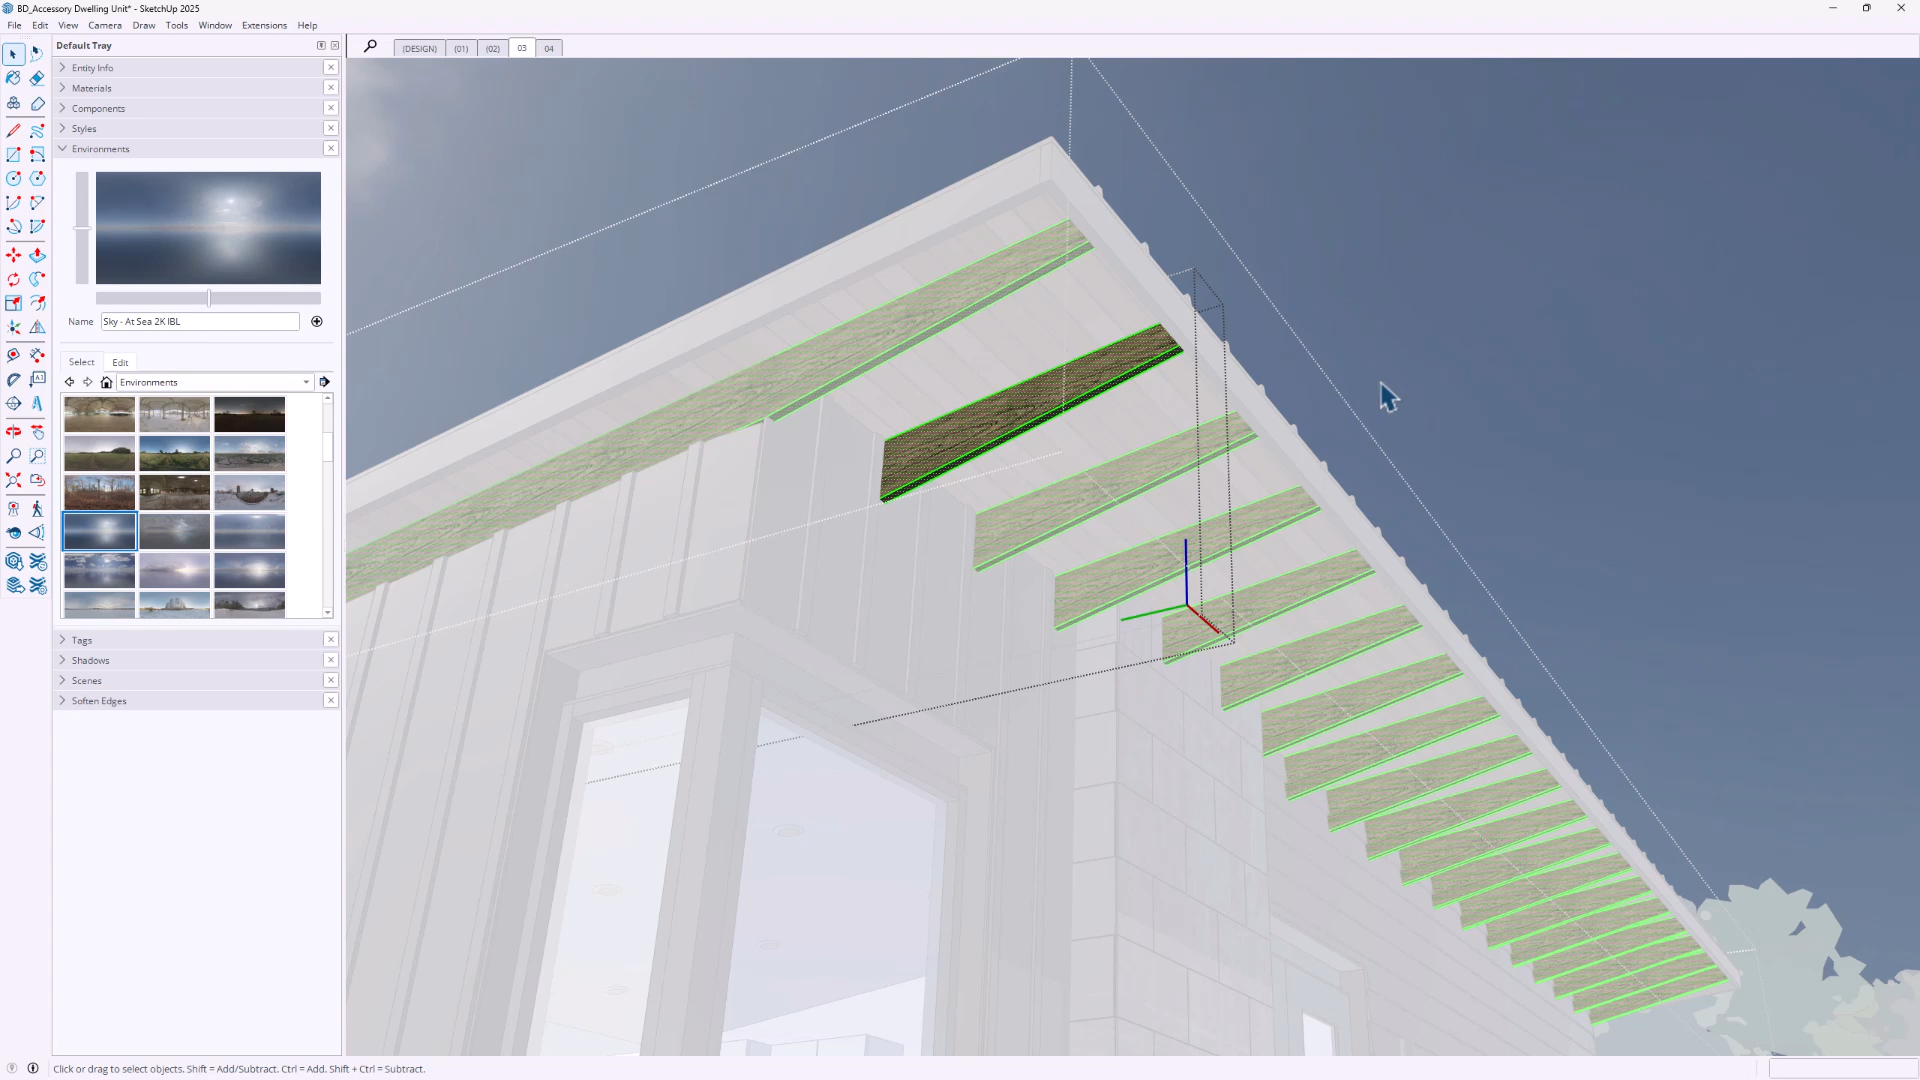 BD_Accessory Dwelling Unit* - SketchUp 2025
File Edit View Camera Draw Tools Window Extensions Help
Default Tray
(DESIGN) (01) (02) 03 04
Entity Info
Materials
Components
Styles
Environments
Name Sky - At Sea 2K IBL
Select Edit
Environments
Tags
Shadows
Scenes
Soften Edges
Click or drag to select objects. Shift = Add/Subtract. Ctrl = Add. Shift + Ctrl = Subtract.